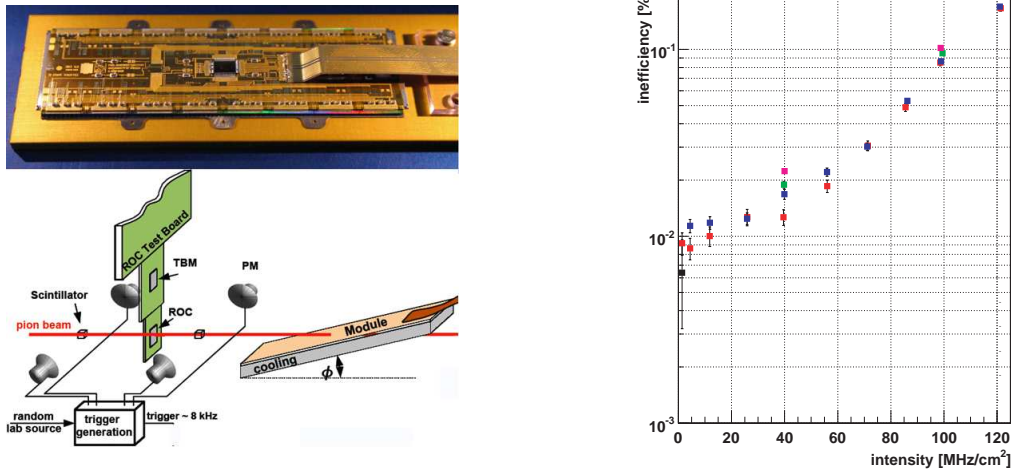 ROC Test Board
TBM
PM
Scintillator
ROC
pion beam
Module
cooling
ϕ
random
lab source
trigger
generation
trigger ~ 8 kHz
inefficiency [%
10-1
10-2
10-3
0 20 40 60 80 100 120
intensity [MHz/cm2]